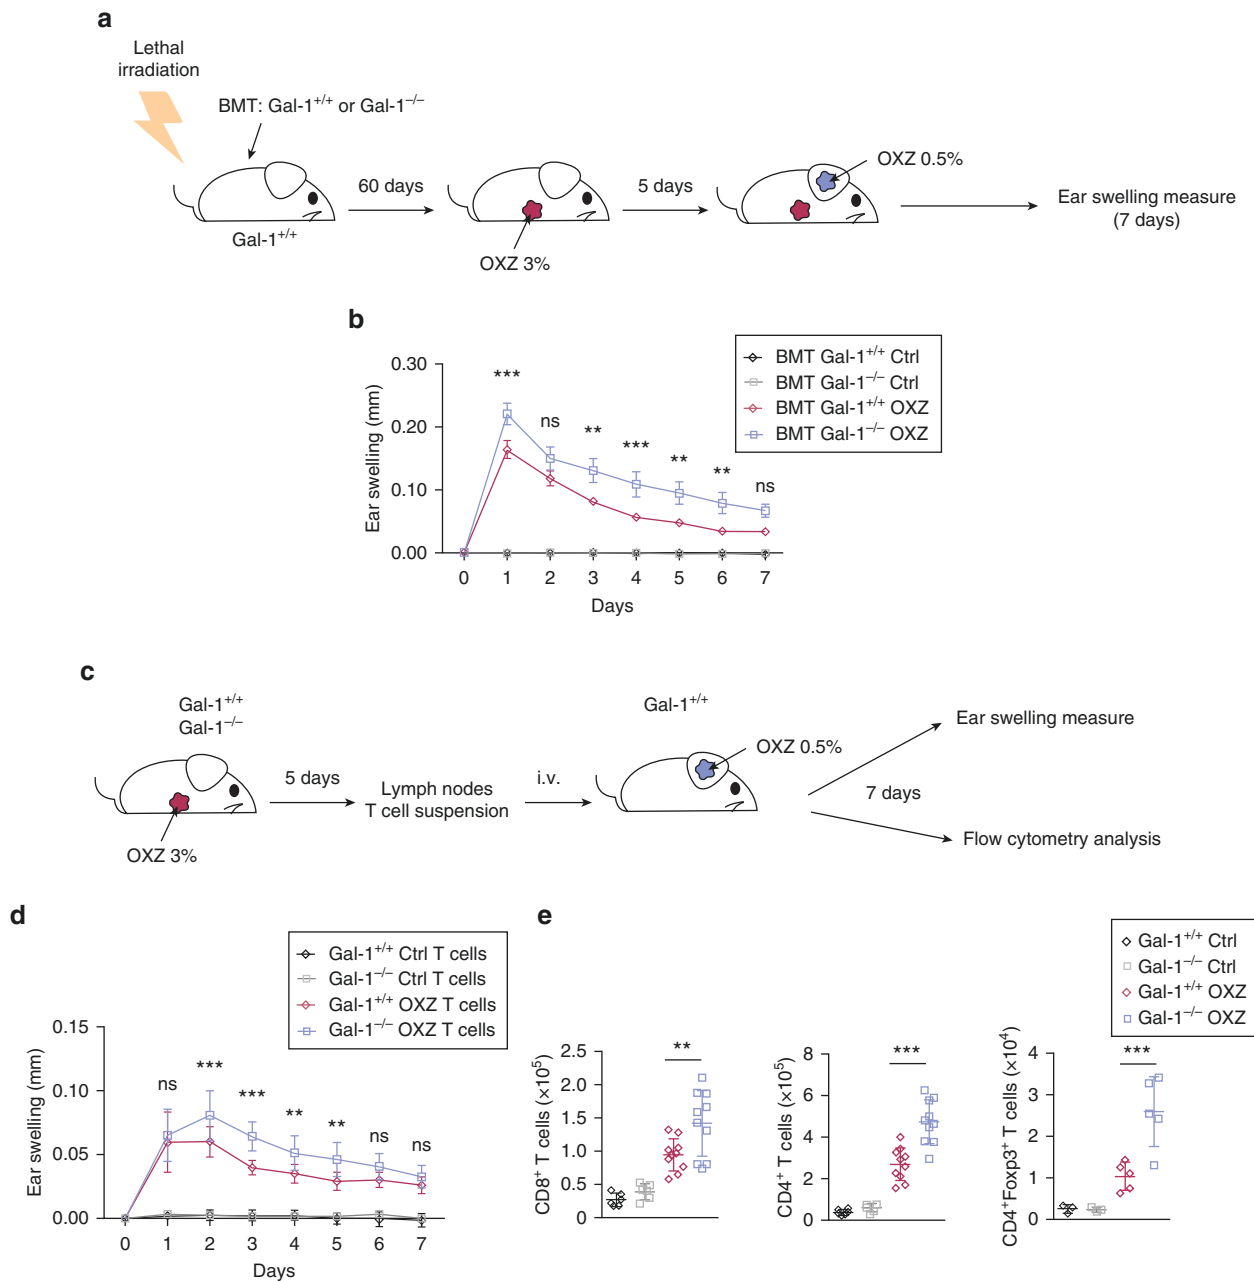 a
Lethal
irradiation
BMT: Gal-1+/+ or Gal-1–/–
OXZ 0.5%
60 days
5 days
Ear swelling measure
(7 days)
Gal-1+/+
OXZ 3%
b
BMT Gal-1+/+ Ctrl
BMT Gal-1–/– Ctrl
BMT Gal-1+/+ OXZ
BMT Gal-1–/– OXZ
Ear swelling (mm)
0.30
0.20
0.10
0.00
***
ns
**
***
**
**
ns
0 1 2 3 4 5 6 7
Days
c
Gal-1+/+
Gal-1–/–
Gal-1+/+
Ear swelling measure
OXZ 0.5%
5 days
Lymph nodes
T cell suspension
i.v.
7 days
Flow cytometry analysis
OXZ 3%
d
Gal-1+/+ Ctrl T cells
Gal-1–/– Ctrl T cells
Gal-1+/+ OXZ T cells
Gal-1–/– OXZ T cells
Ear swelling (mm)
0.15
0.10
0.05
0.00
ns
***
***
**
**
ns
ns
0 1 2 3 4 5 6 7
Days
e
Gal-1+/+ Ctrl
Gal-1–/– Ctrl
Gal-1+/+ OXZ
Gal-1–/– OXZ
CD8+ T cells (×10⁵)
2.5
2.0
1.5
1.0
0.5
0
**
CD4+ T cells (×10⁵)
8
6
4
2
0
***
CD4+Foxp3+ T cells (×10⁴)
4
3
2
1
0
***